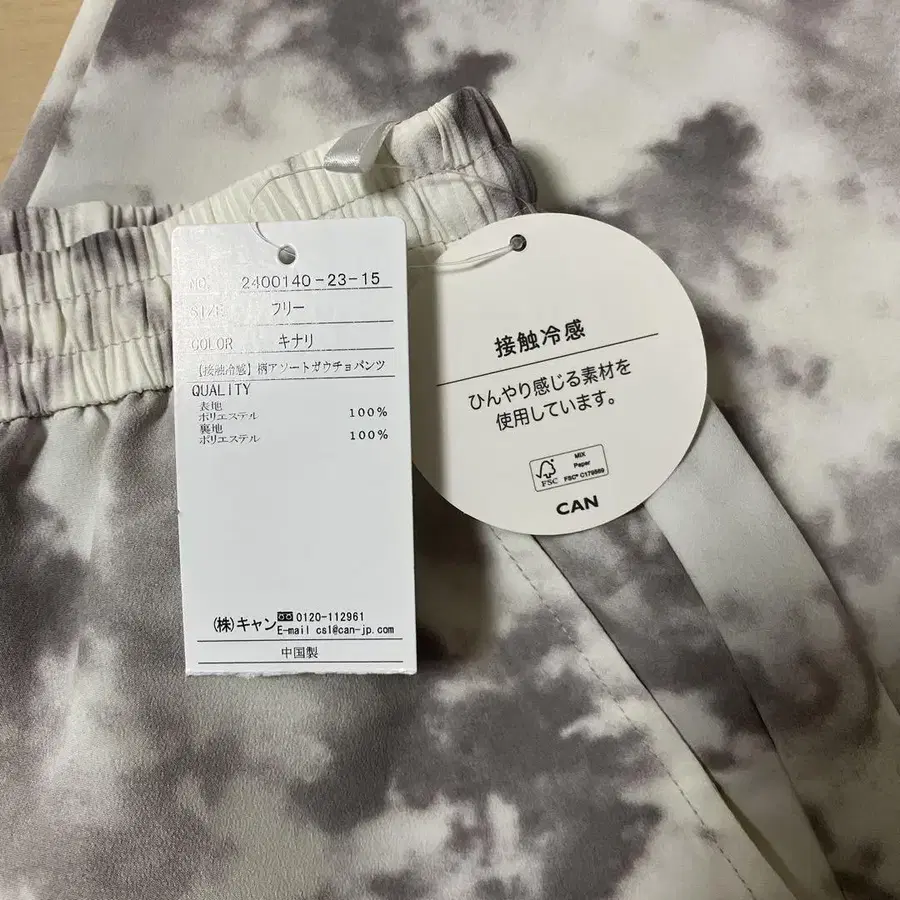 NO. 2400140-23-15
SIZE フリー
COLOR キナリ
【接触冷感】柄アソートガウチョパンツ
QUALITY
表地
ポリエステル 100%
裏地
ポリエステル 100%
(株)キャン 0120-112961
E-mail cs1@can-jp.com
中国製
接触冷感
ひんやり感じる素材を
使用しています。
FSC
MIX
Paper
FSC® C179889
CAN